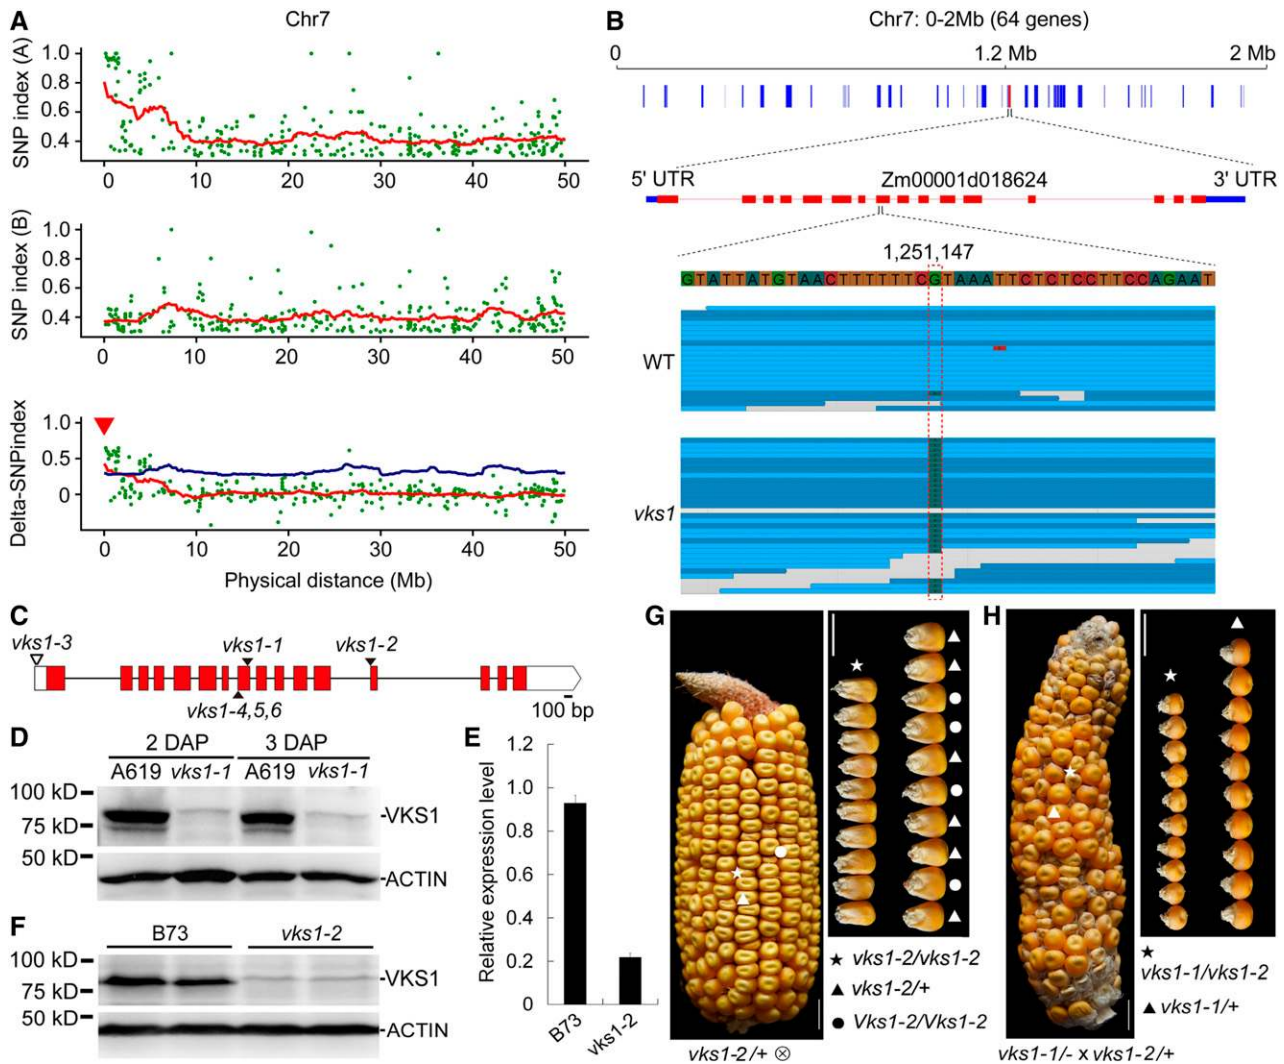 A
Chr7
SNP index (A)
1.0
0.8
0.6
0.4
0 10 20 30 40 50
SNP index (B)
1.0
0.8
0.6
0.4
0 10 20 30 40 50
Delta-SNPindex
1.0
0.5
0
0 10 20 30 40 50
Physical distance (Mb)
B
Chr7: 0-2Mb (64 genes)
0 1.2 Mb 2 Mb
5' UTR Zm00001d018624 3' UTR
1,251,147
GTATTATGTAACTTTTTTCGTAAATTCTCTCCTTCCAGAAT
WT
vks1
C
vks1-3 vks1-1 vks1-2
vks1-4,5,6
100 bp
D
2 DAP 3 DAP
A619 vks1-1 A619 vks1-1
100 kD
75 kD
-VKS1
50 kD
-ACTIN
E
Relative expression level
1.2
1.0
0.8
0.6
0.4
0.2
0
B73 vks1-2
F
B73 vks1-2
100 kD
75 kD
-VKS1
50 kD
-ACTIN
G
★ vks1-2/vks1-2
▲ vks1-2/+
● Vks1-2/Vks1-2
vks1-2/+ ⊗
H
★
vks1-1/vks1-2
▲ vks1-1/+
vks1-1/- x vks1-2/+